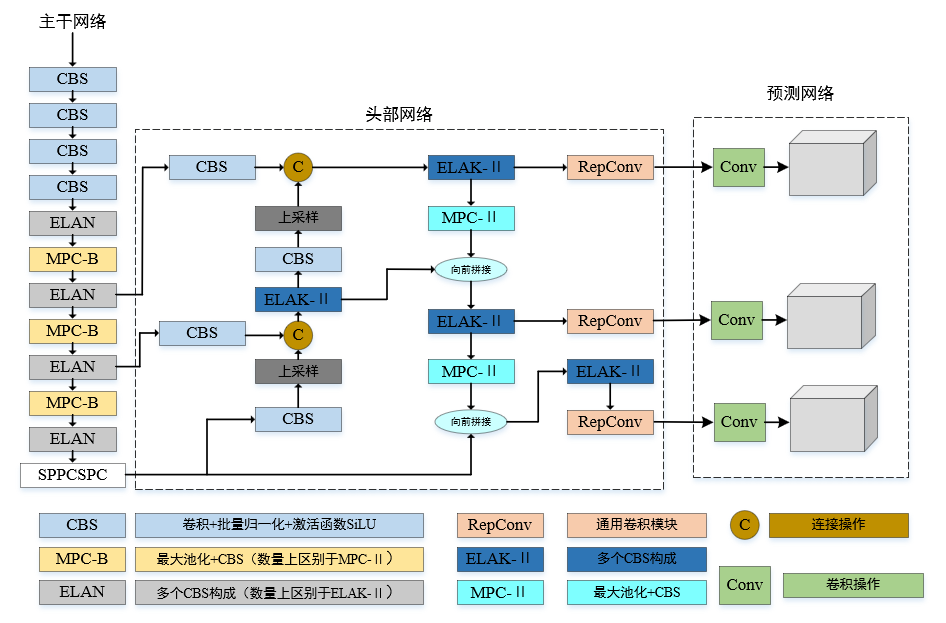 主干网络
CBS
CBS
CBS
CBS
ELAN
MPC-B
ELAN
MPC-B
ELAN
MPC-B
ELAN
SPPCSPC
头部网络
CBS
C
ELAK-Ⅱ
RepConv
上采样
MPC-Ⅱ
CBS
向前拼接
ELAK-Ⅱ
CBS
C
ELAK-Ⅱ
RepConv
上采样
MPC-Ⅱ
ELAK-Ⅱ
CBS
向前拼接
RepConv
预测网络
Conv
Conv
Conv
CBS
卷积+批量归一化+激活函数SiLU
RepConv
通用卷积模块
C
连接操作
MPC-B
最大池化+CBS（数量上区别于MPC-Ⅱ）
ELAK-Ⅱ
多个CBS构成
ELAN
多个CBS构成（数量上区别于ELAK-Ⅱ）
MPC-Ⅱ
最大池化+CBS
Conv
卷积操作